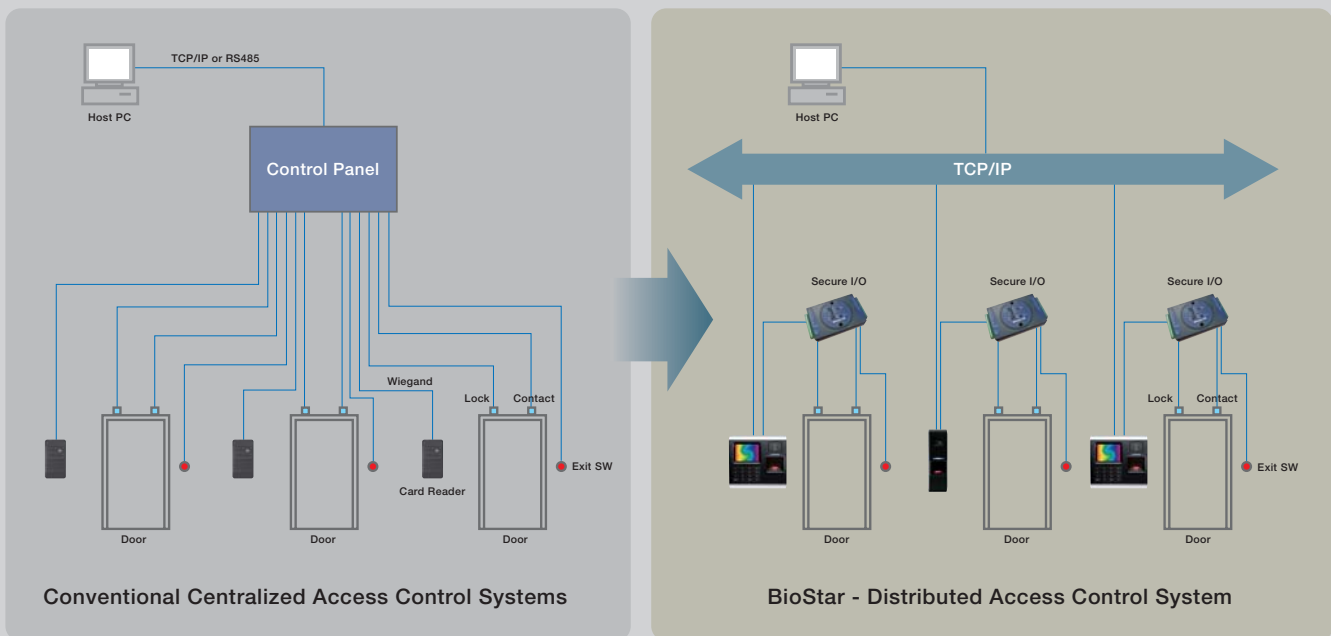 TCP/IP or RS485
Host PC
Control Panel
Wiegand
Lock
Contact
Exit SW
Card Reader
Door
Door
Door
Conventional Centralized Access Control Systems
Host PC
TCP/IP
Secure I/O
Secure I/O
Secure I/O
Lock
Contact
Exit SW
Door
Door
Door
BioStar - Distributed Access Control System